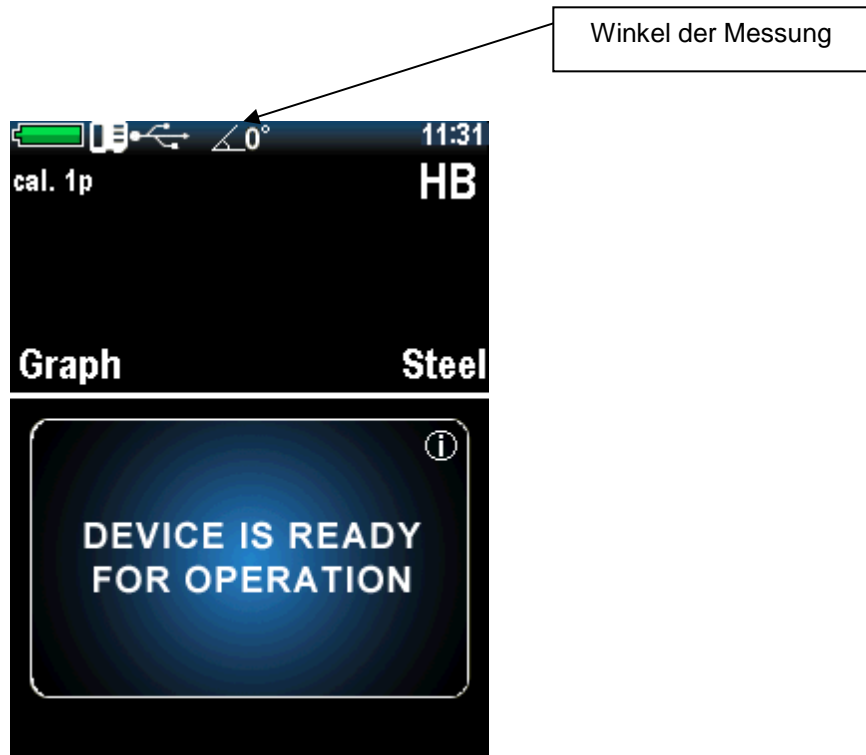 Winkel der Messung
0° 11:31
cal. 1p HB
Graph Steel
DEVICE IS READY
FOR OPERATION